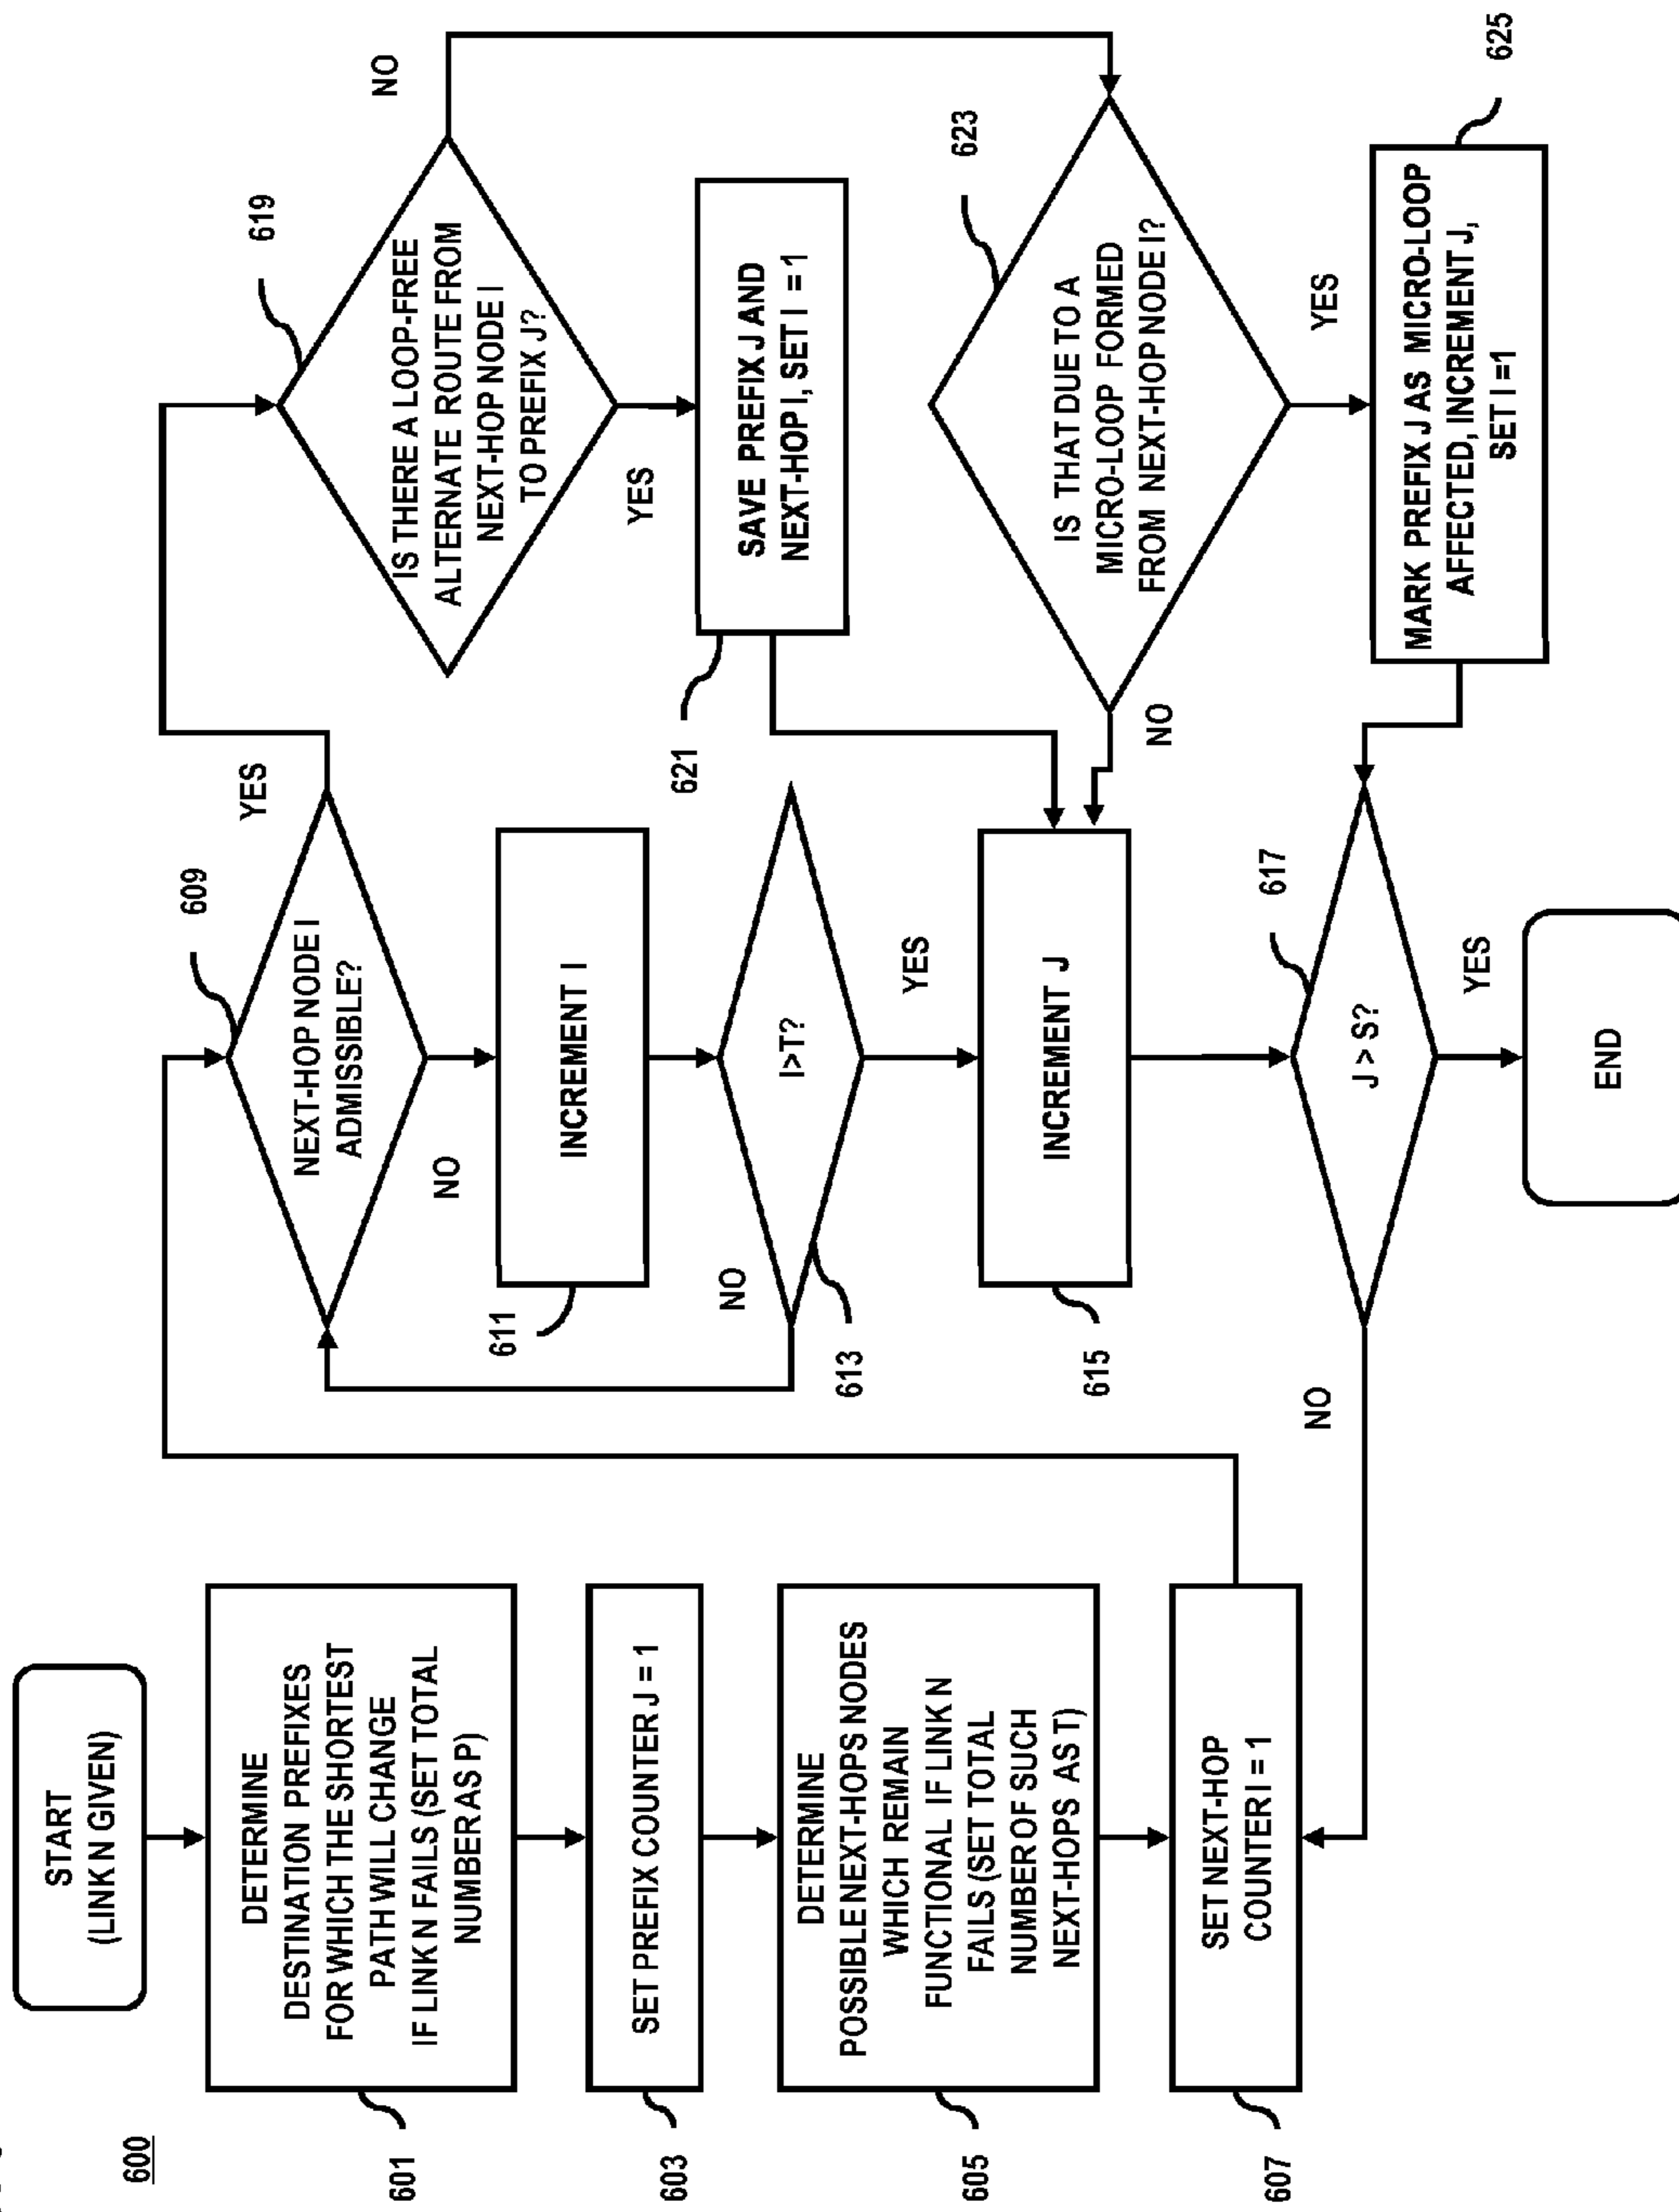 600
START
(LINK N GIVEN)
601
DETERMINE
DESTINATION PREFIXES
FOR WHICH THE SHORTEST
PATH WILL CHANGE
IF LINK N FAILS (SET TOTAL
NUMBER AS P)
603
SET PREFIX COUNTER J = 1
605
DETERMINE
POSSIBLE NEXT-HOPS NODES
WHICH REMAIN
FUNCTIONAL IF LINK N
FAILS (SET TOTAL
NUMBER OF SUCH
NEXT-HOPS AS T)
607
SET NEXT-HOP
COUNTER I = 1
609
NEXT-HOP NODE I
ADMISSIBLE?
YES
NO
611
INCREMENT I
613
I>T?
NO
YES
615
INCREMENT J
617
J > S?
NO
YES
END
619
IS THERE A LOOP-FREE
ALTERNATE ROUTE FROM
NEXT-HOP NODE I
TO PREFIX J?
NO
YES
621
SAVE PREFIX J AND
NEXT-HOP I, SET I = 1
623
IS THAT DUE TO A
MICRO-LOOP FORMED
FROM NEXT-HOP NODE I?
NO
YES
625
MARK PREFIX J AS MICRO-LOOP
AFFECTED, INCREMENT J,
SET I =1